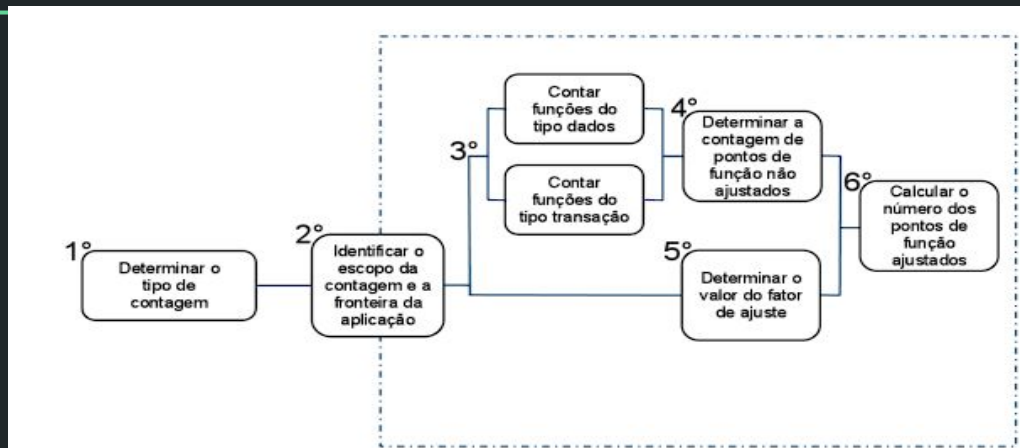 1°
Determinar o
tipo de
contagem
2°
Identificar o
escopo da
contagem e a
fronteira da
aplicação
3°
Contar
funções do
tipo dados
Contar
funções do
tipo transação
4°
Determinar a
contagem de
pontos de
função não
ajustados
5°
Determinar o
valor do fator
de ajuste
6°
Calcular o
número dos
pontos de
função
ajustados